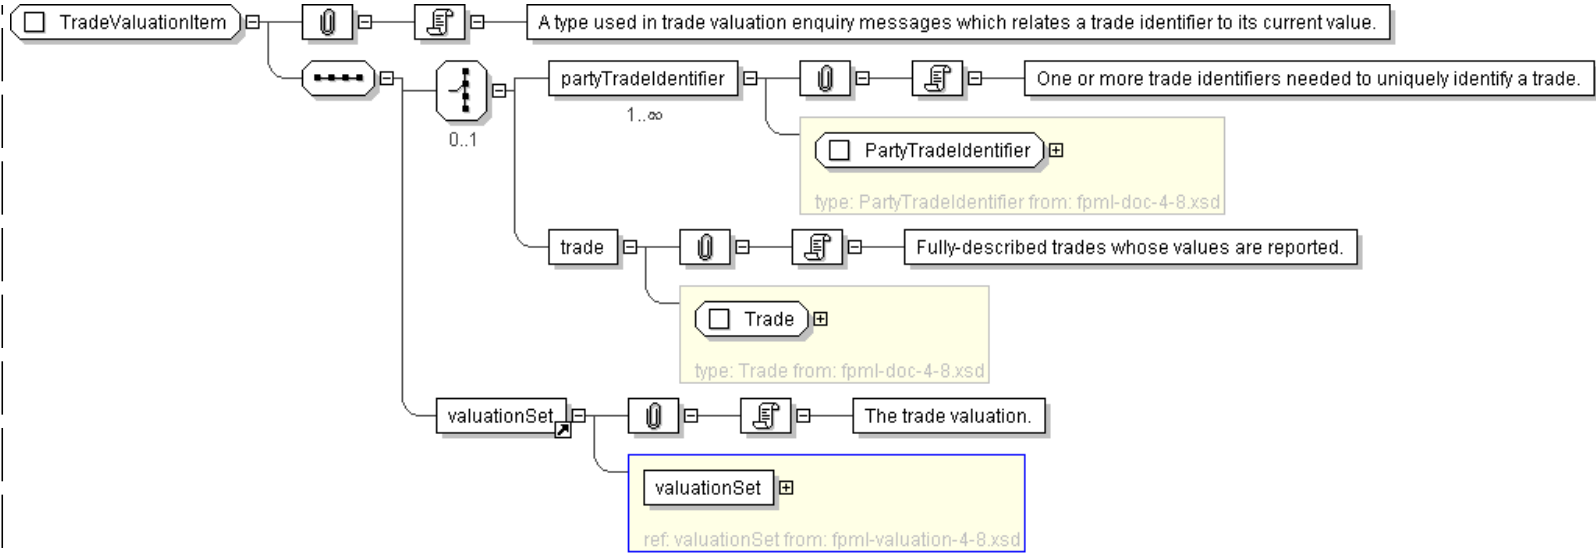 TradeValuationItem
A type used in trade valuation enquiry messages which relates a trade identifier to its current value.
0..1
partyTradeIdentifier
1..∞
One or more trade identifiers needed to uniquely identify a trade.
PartyTradeIdentifier
type: PartyTradeIdentifier from: fpml-doc-4-8.xsd
trade
Fully-described trades whose values are reported.
Trade
type: Trade from: fpml-doc-4-8.xsd
valuationSet
The trade valuation.
valuationSet
ref: valuationSet from: fpml-valuation-4-8.xsd